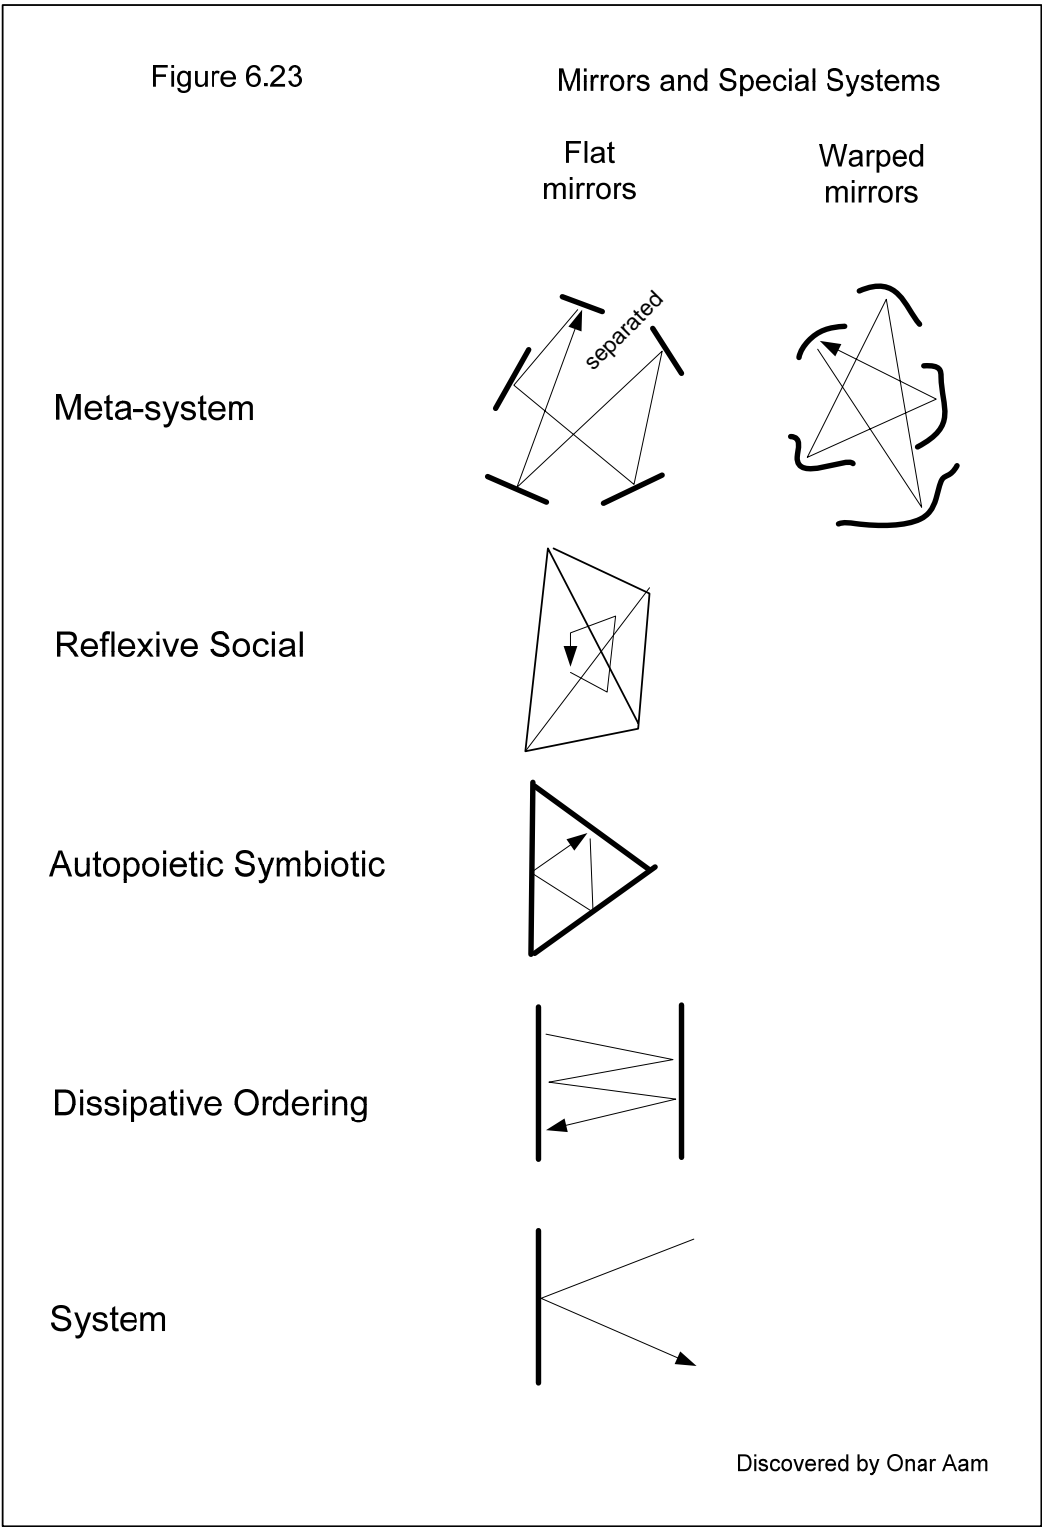 Figure 6.23
Mirrors and Special Systems
Flat
mirrors
Warped
mirrors
separated
Meta-system
Reflexive Social
Autopoietic Symbiotic
Dissipative Ordering
System
Discovered by Onar Aam